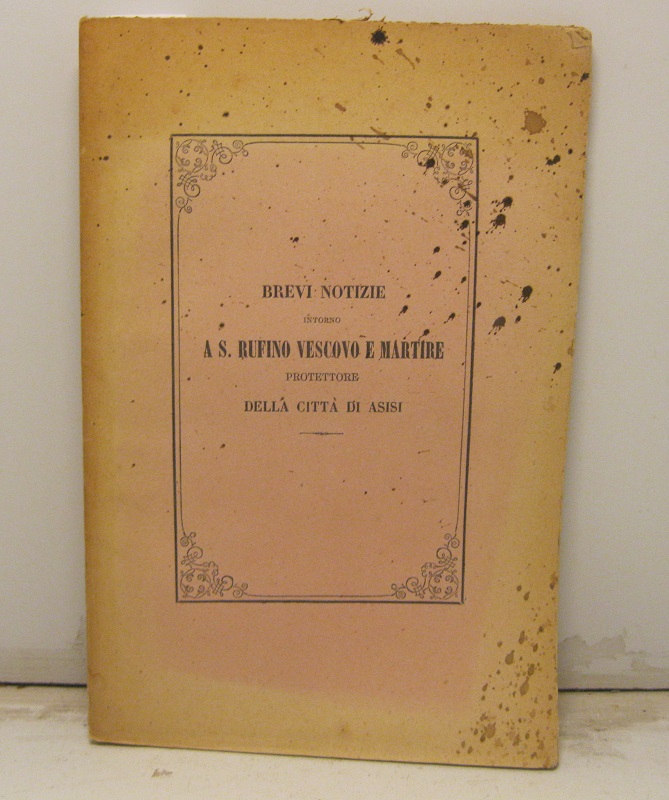 BREVI NOTIZIE
INTORNO
A S. RUFINO VESCOVO E MARTIRE
PROTETTORE
DELLA CITTÀ DI ASISI